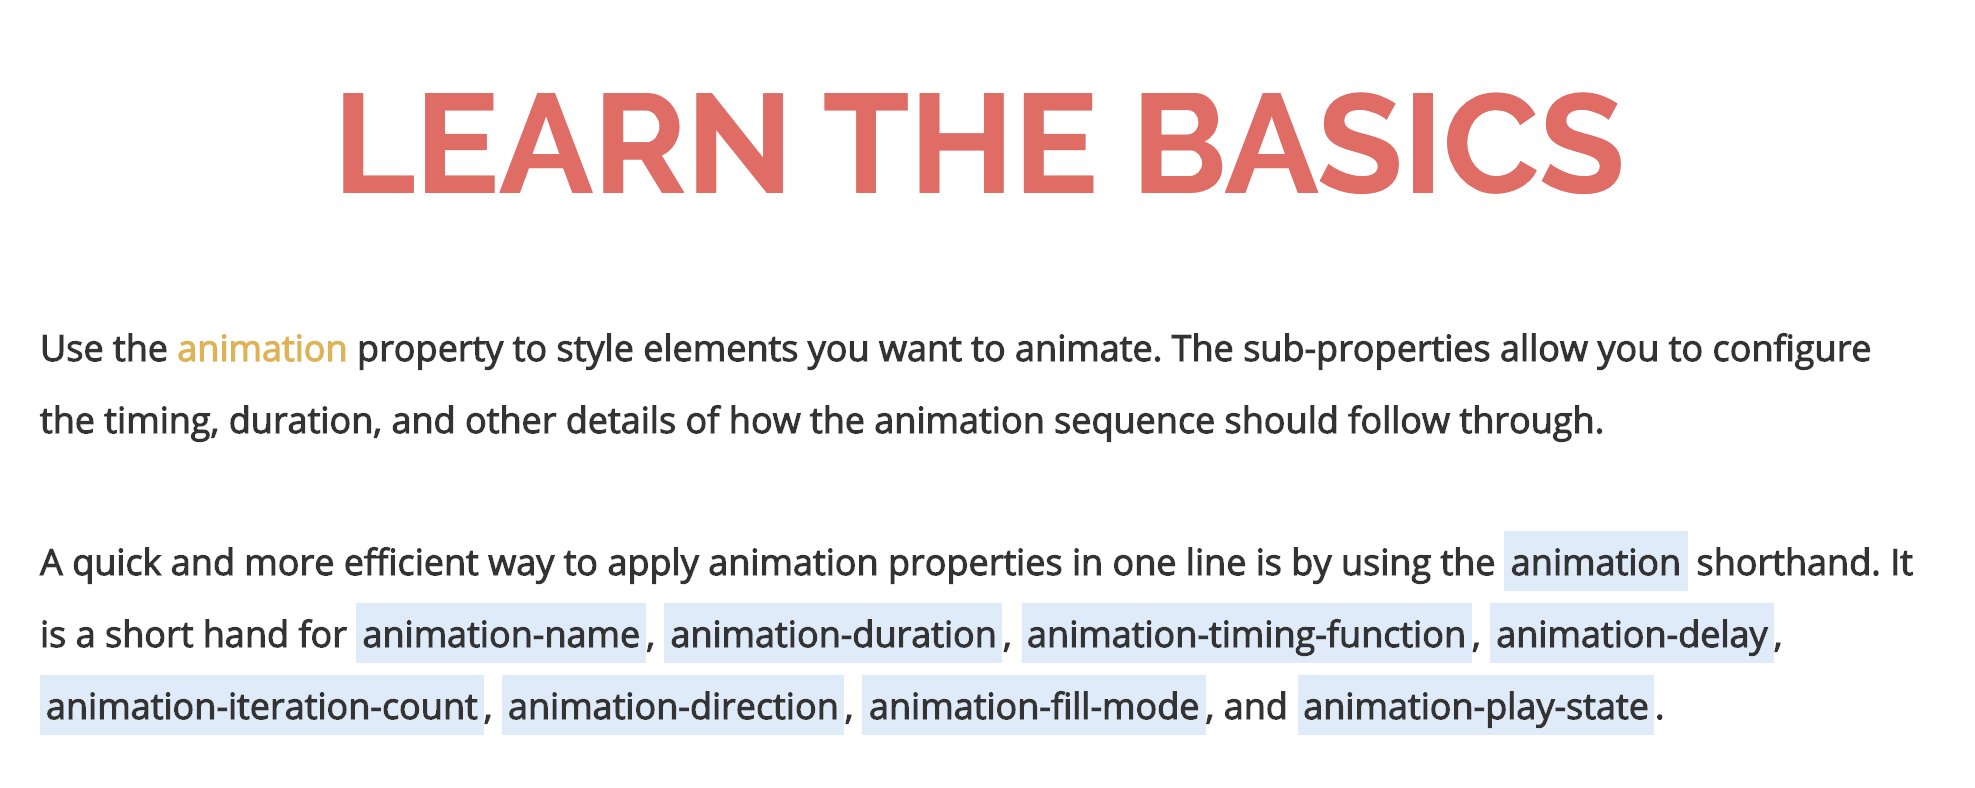 LEARN THE BASICS
Use the animation property to style elements you want to animate. The sub-properties allow you to configure
the timing, duration, and other details of how the animation sequence should follow through.
A quick and more efficient way to apply animation properties in one line is by using the animation shorthand. It
is a short hand for animation-name, animation-duration, animation-timing-function, animation-delay,
animation-iteration-count, animation-direction, animation-fill-mode, and animation-play-state.